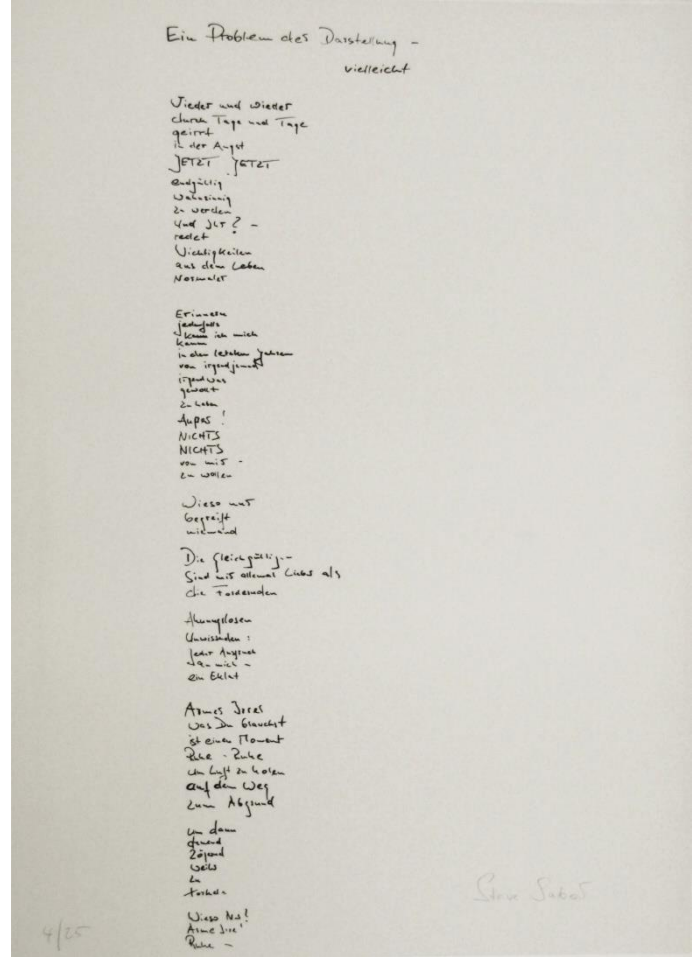 Ein Problem der Darstellung –
vielleicht
Wieder und wieder
durch Tage und Tage
geirrt
in der Angst
JETZT JETZT
endgültig
wahnsinnig
zu werden
Und IHR? –
redet
Wichtigkeiten
aus dem Leben
Normaler
Erinnern
jedenfalls
kann ich mich
kaum
in den letzten Jahren
von irgendjemand
irgendwas
gewollt
zu haben
Ausser!
NICHTS
NICHTS
von mir –
zu wollen
Wieso nur
begreift
niemand
Die Gleichgültigen
Sind mir allemal lieber als
die Fordernden
Ahnungslosen
Unwissenden:
jeder Anspruch
an mich –
ein Eklat
Armes Irres
was Du brauchst
ist einen Moment
Ruhe – Ruhe
um Luft zu holen
auf dem Weg
zum Abgrund
um dann
zögernd
weiter
zu
Wieso Nur!
Arme Irre!
Ruhe –
4/25